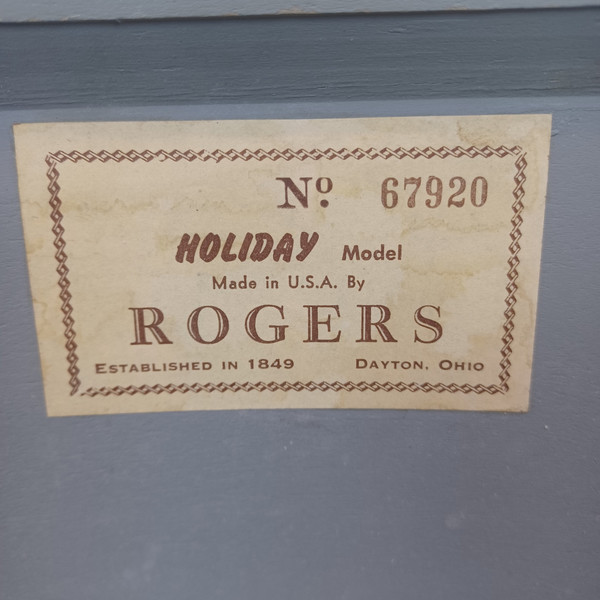 Nº 67920
HOLIDAY Model
Made in U.S.A. By
ROGERS
ESTABLISHED IN 1849 DAYTON, OHIO